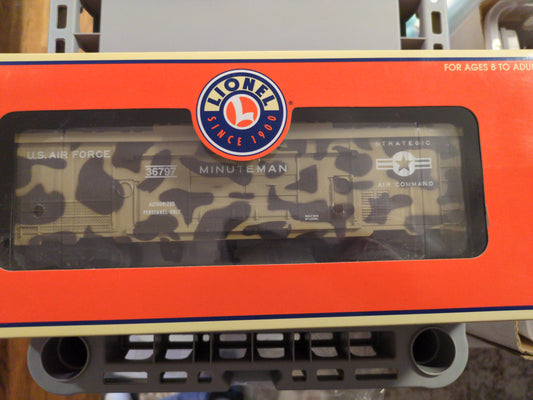 FOR AGES 8 TO ADU
LIONEL
L
SINCE 1900
®
U.S. AIR FORCE
36797
MINUTEMAN
STRATEGIC
AIR COMMAND
AUTHORIZED
PERSONNEL ONLY